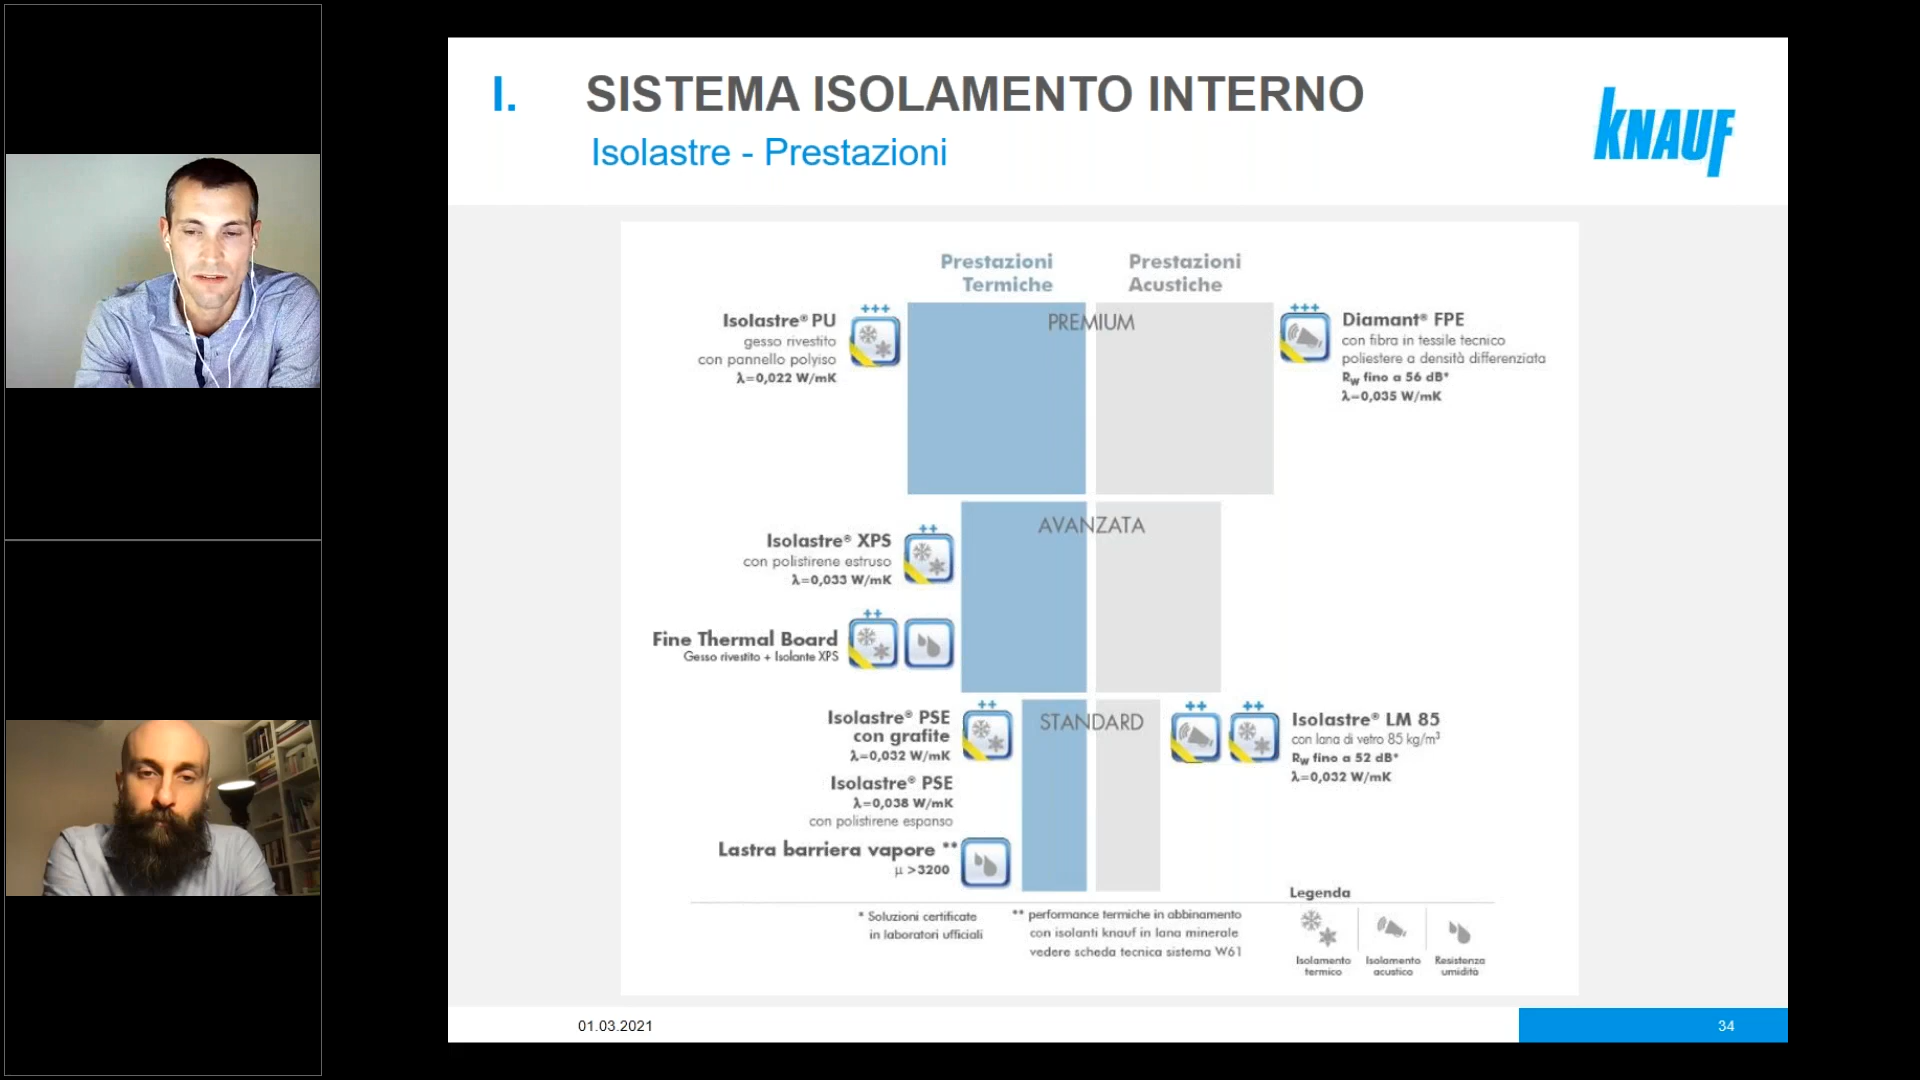 I. SISTEMA ISOLAMENTO INTERNO
Isolastre - Prestazioni
KNAUF
Prestazioni
Termiche
Prestazioni
Acustiche
PREMIUM
+++
Isolastre® PU
gesso rivestito
con pannello polyiso
λ=0,022 W/mK
+++
Diamant® FPE
con fibra in tessile tecnico
poliestere a densità differenziata
Rw fino a 56 dB*
λ=0,035 W/mK
AVANZATA
++
Isolastre® XPS
con polistirene estruso
λ=0,033 W/mK
++
Fine Thermal Board
Gesso rivestito + Isolante XPS
STANDARD
++
Isolastre® PSE
con grafite
λ=0,032 W/mK
Isolastre® PSE
λ=0,038 W/mK
con polistirene espanso
Lastra barriera vapore **
μ >3200
++ ++
Isolastre® LM 85
con lana di vetro 85 kg/m³
Rw fino a 52 dB*
λ=0,032 W/mK
* Soluzioni certificate
in laboratori ufficiali
** performance termiche in abbinamento
con isolanti knauf in lana minerale
vedere scheda tecnica sistema W61
Legenda
Isolamento
termico
Isolamento
acustico
Resistenza
umidità
01.03.2021
34